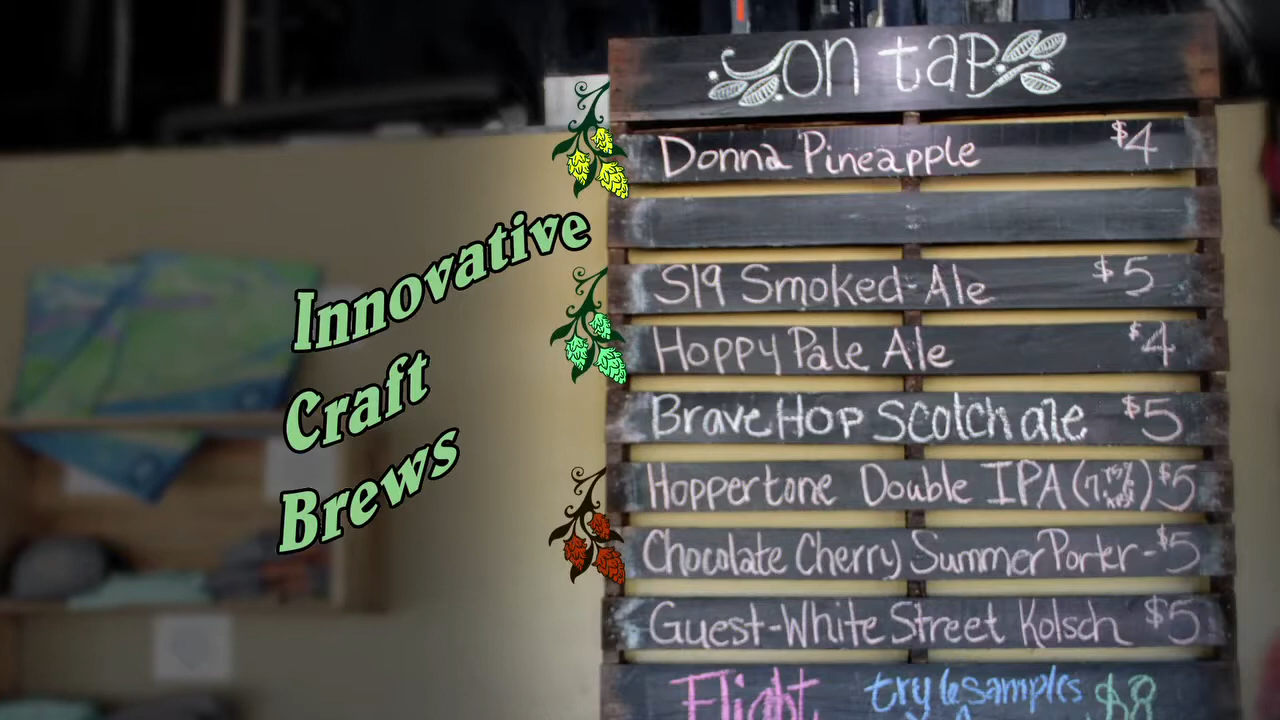 on tap
Donna Pineapple $4
S19 Smoked Ale $5
Hoppy Pale Ale $4
Brave Hop Scotch ale $5
Hoppertone Double IPA $5
Chocolate Cherry Summer Porter - $5
Guest - White Street Kolsch $5
Flight try 6 samples $8
Innovative
Craft
Brews